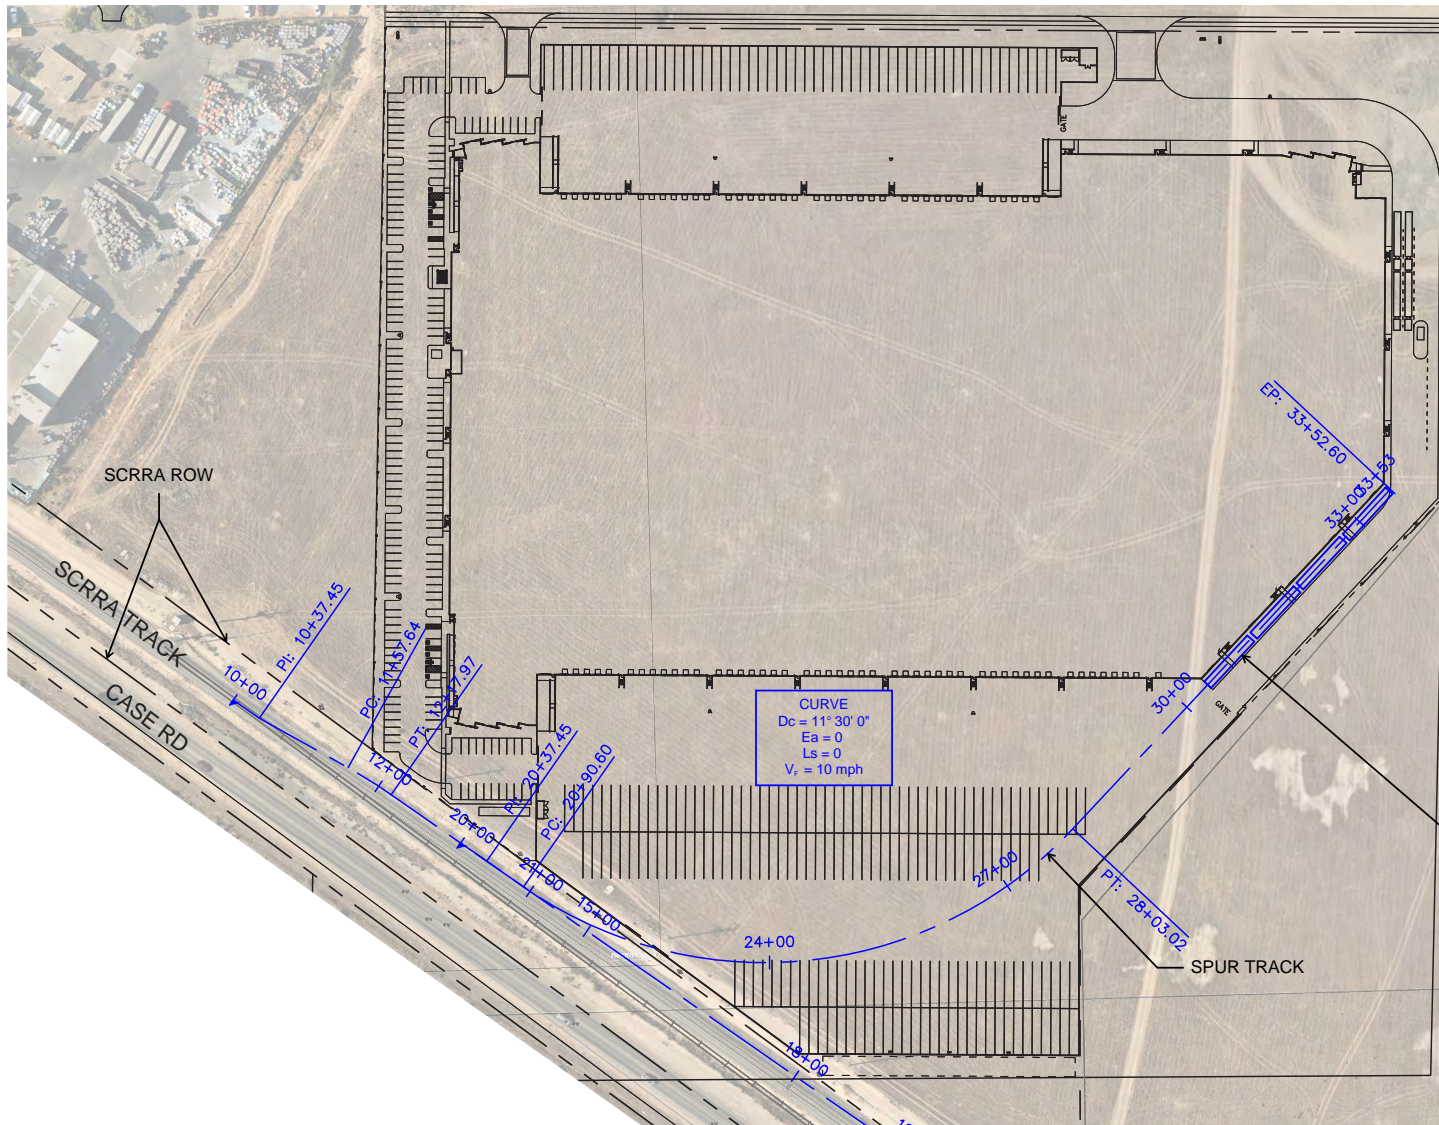 GATE
SCRRA ROW
EP: 33+52.60
33+53
33+00
SCRRA TRACK
PI: 10+37.45
10+00
PC: 11+57.64
PT: 12+17.97
CASE RD
12+00
CURVE
Dc = 11° 30' 0"
Ea = 0
Ls = 0
VF = 10 mph
30+00
GATE
PI: 20+37.45
20+00
PC: 20+90.60
21+00
15+00
27+00
PT: 28+03.02
24+00
SPUR TRACK
18+00